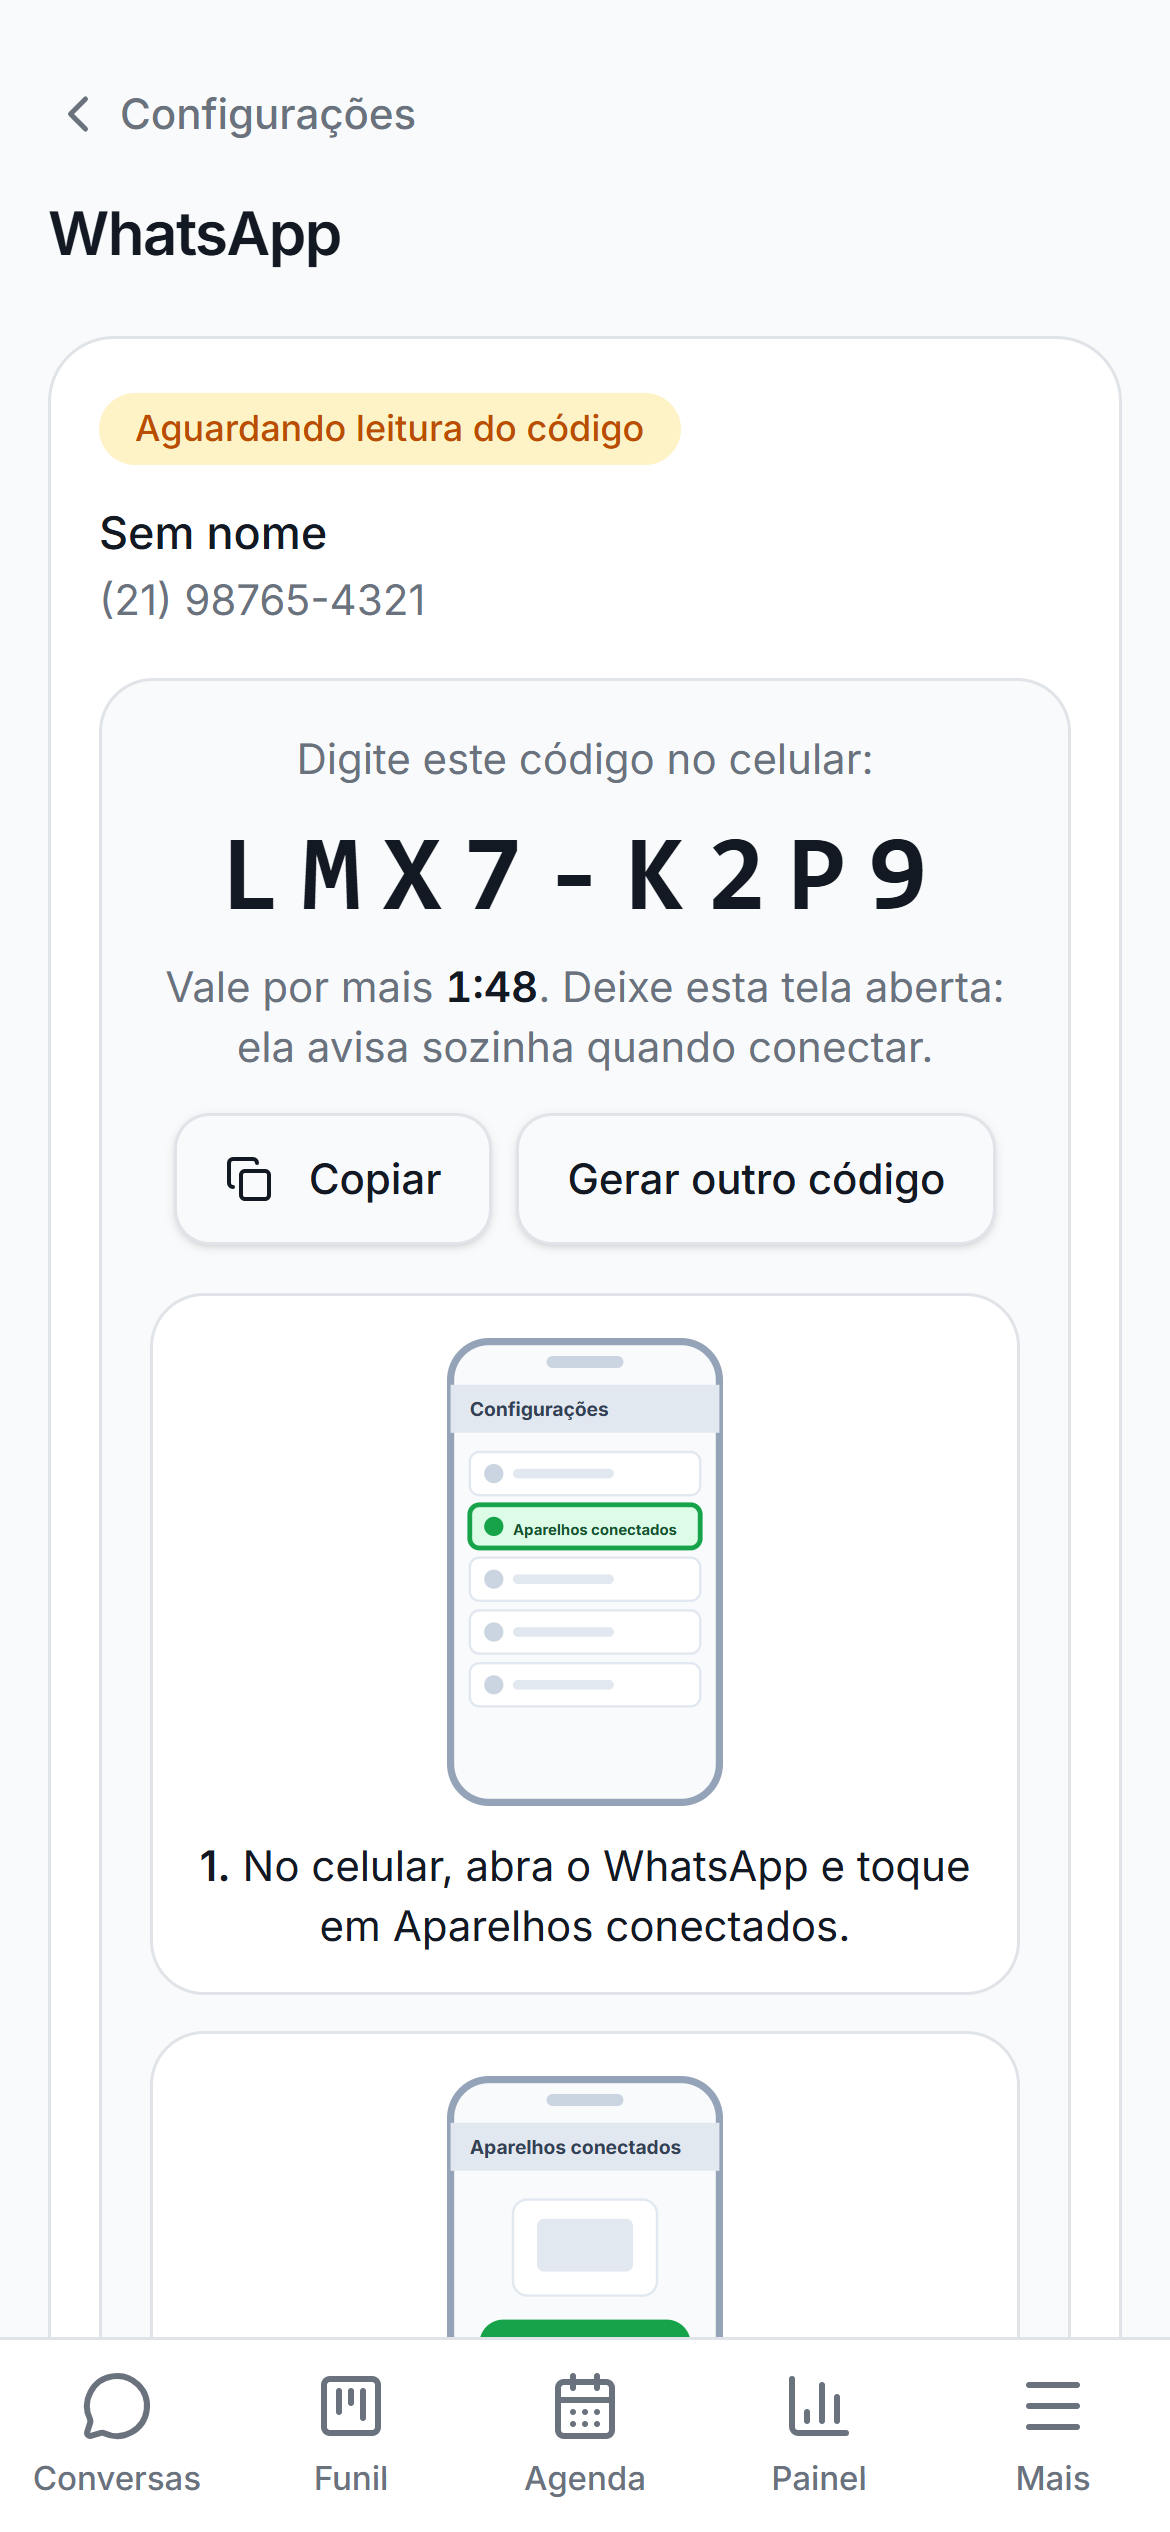 Configurações
WhatsApp
Aguardando leitura do código
Sem nome
(21) 98765-4321
Digite este código no celular:
LMX7-K2P9
Vale por mais 1:48. Deixe esta tela aberta:
ela avisa sozinha quando conectar.
Copiar
Gerar outro código
Configurações
Aparelhos conectados
1. No celular, abra o WhatsApp e toque
em Aparelhos conectados.
Aparelhos conectados
Conversas
Funil
Agenda
Painel
Mais